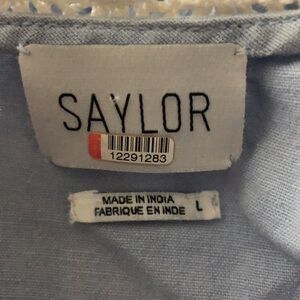 SAYLOR
12291283
MADE IN INDIA
FABRIQUE EN INDE
L